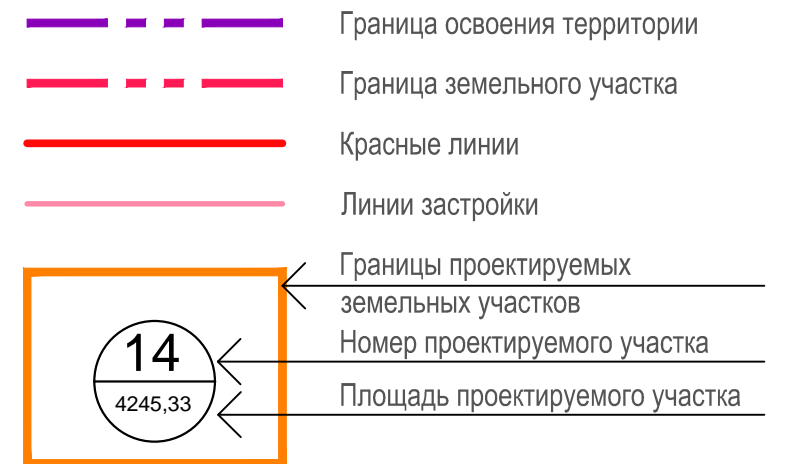 Граница освоения территории
Граница земельного участка
Красные линии
Линии застройки
Границы проектируемых
земельных участков
14
Номер проектируемого участка
4245,33
Площадь проектируемого участка